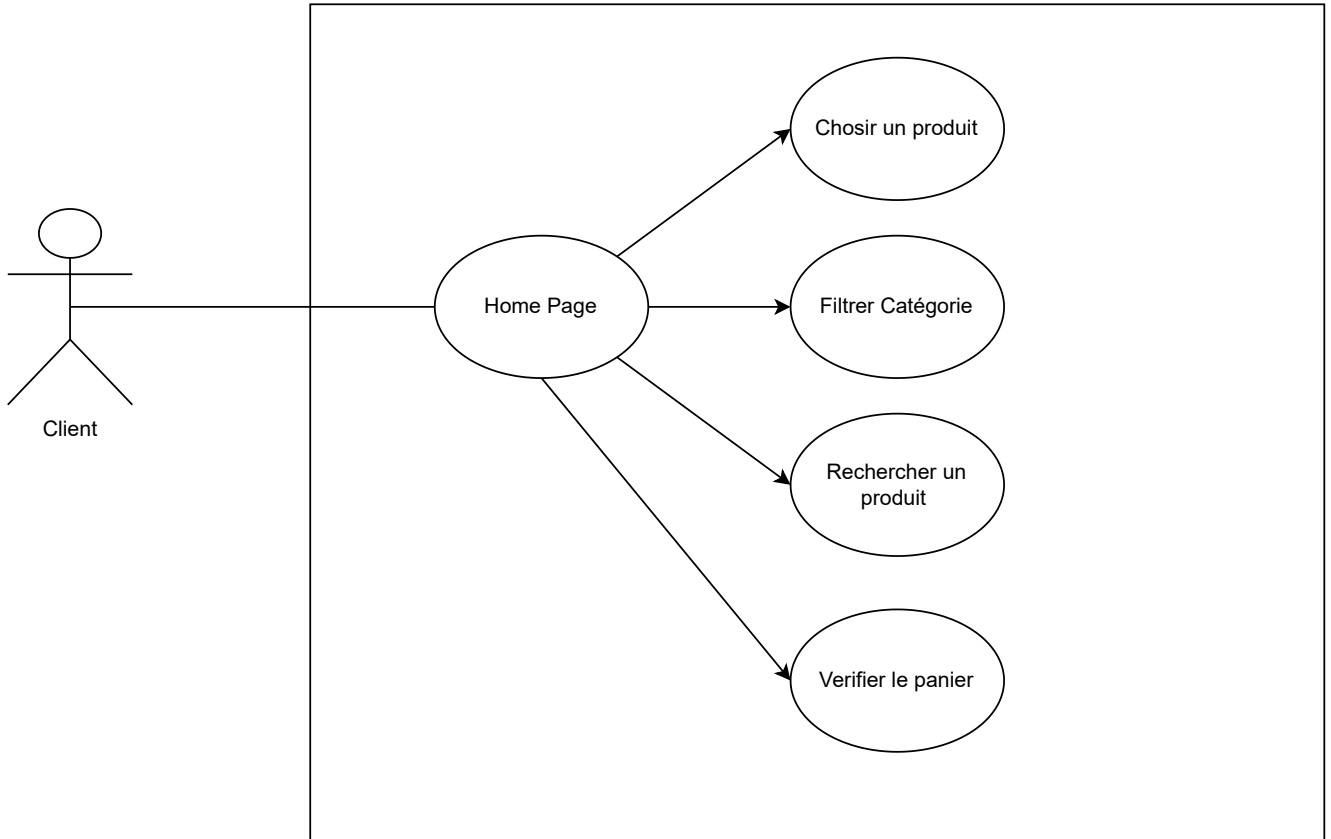 Chosir un produit
Home Page
Filtrer Catégorie
Client
Rechercher un
produit
Verifier le panier